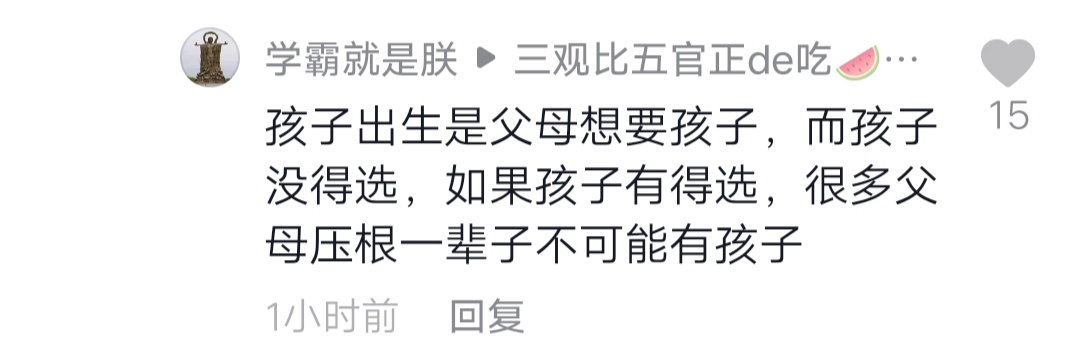 学霸就是朕 ▶ 三观比五官正de吃🍉···
孩子出生是父母想要孩子，而孩子
没得选，如果孩子有得选，很多父
母压根一辈子不可能有孩子
15
1小时前 回复